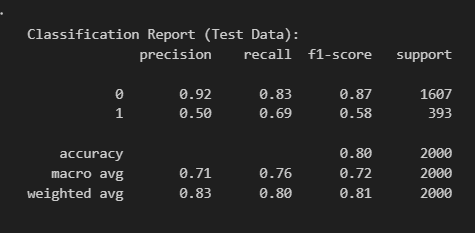 Classification Report (Test Data):
precision recall f1-score support
0 0.92 0.83 0.87 1607
1 0.50 0.69 0.58 393
accuracy 0.80 2000
macro avg 0.71 0.76 0.72 2000
weighted avg 0.83 0.80 0.81 2000